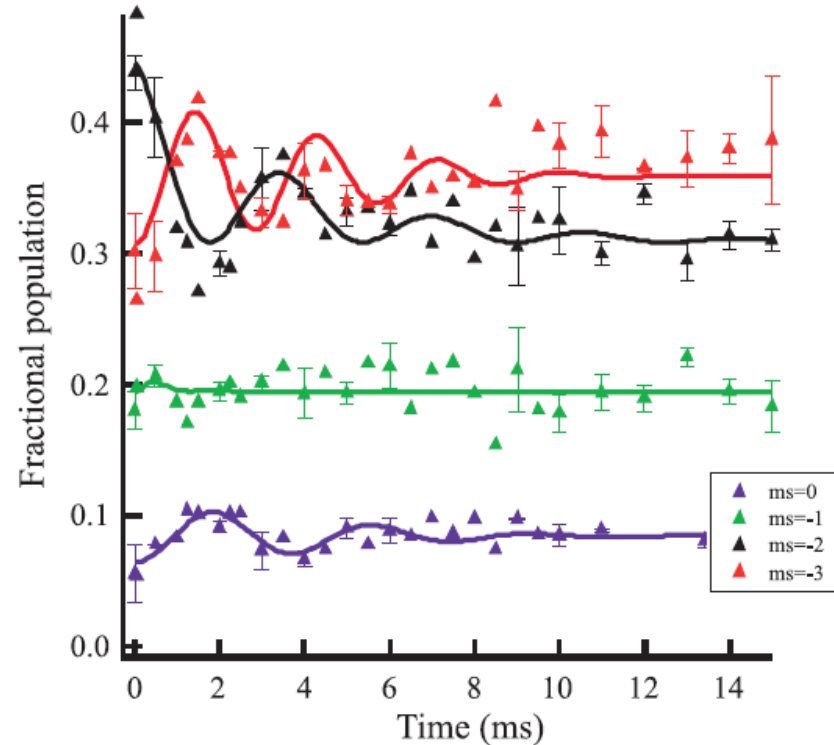 Fractional population
0.4
0.3
0.2
0.1
0.0
0 2 4 6 8 10 12 14
Time (ms)
ms=0
ms=-1
ms=-2
ms=-3